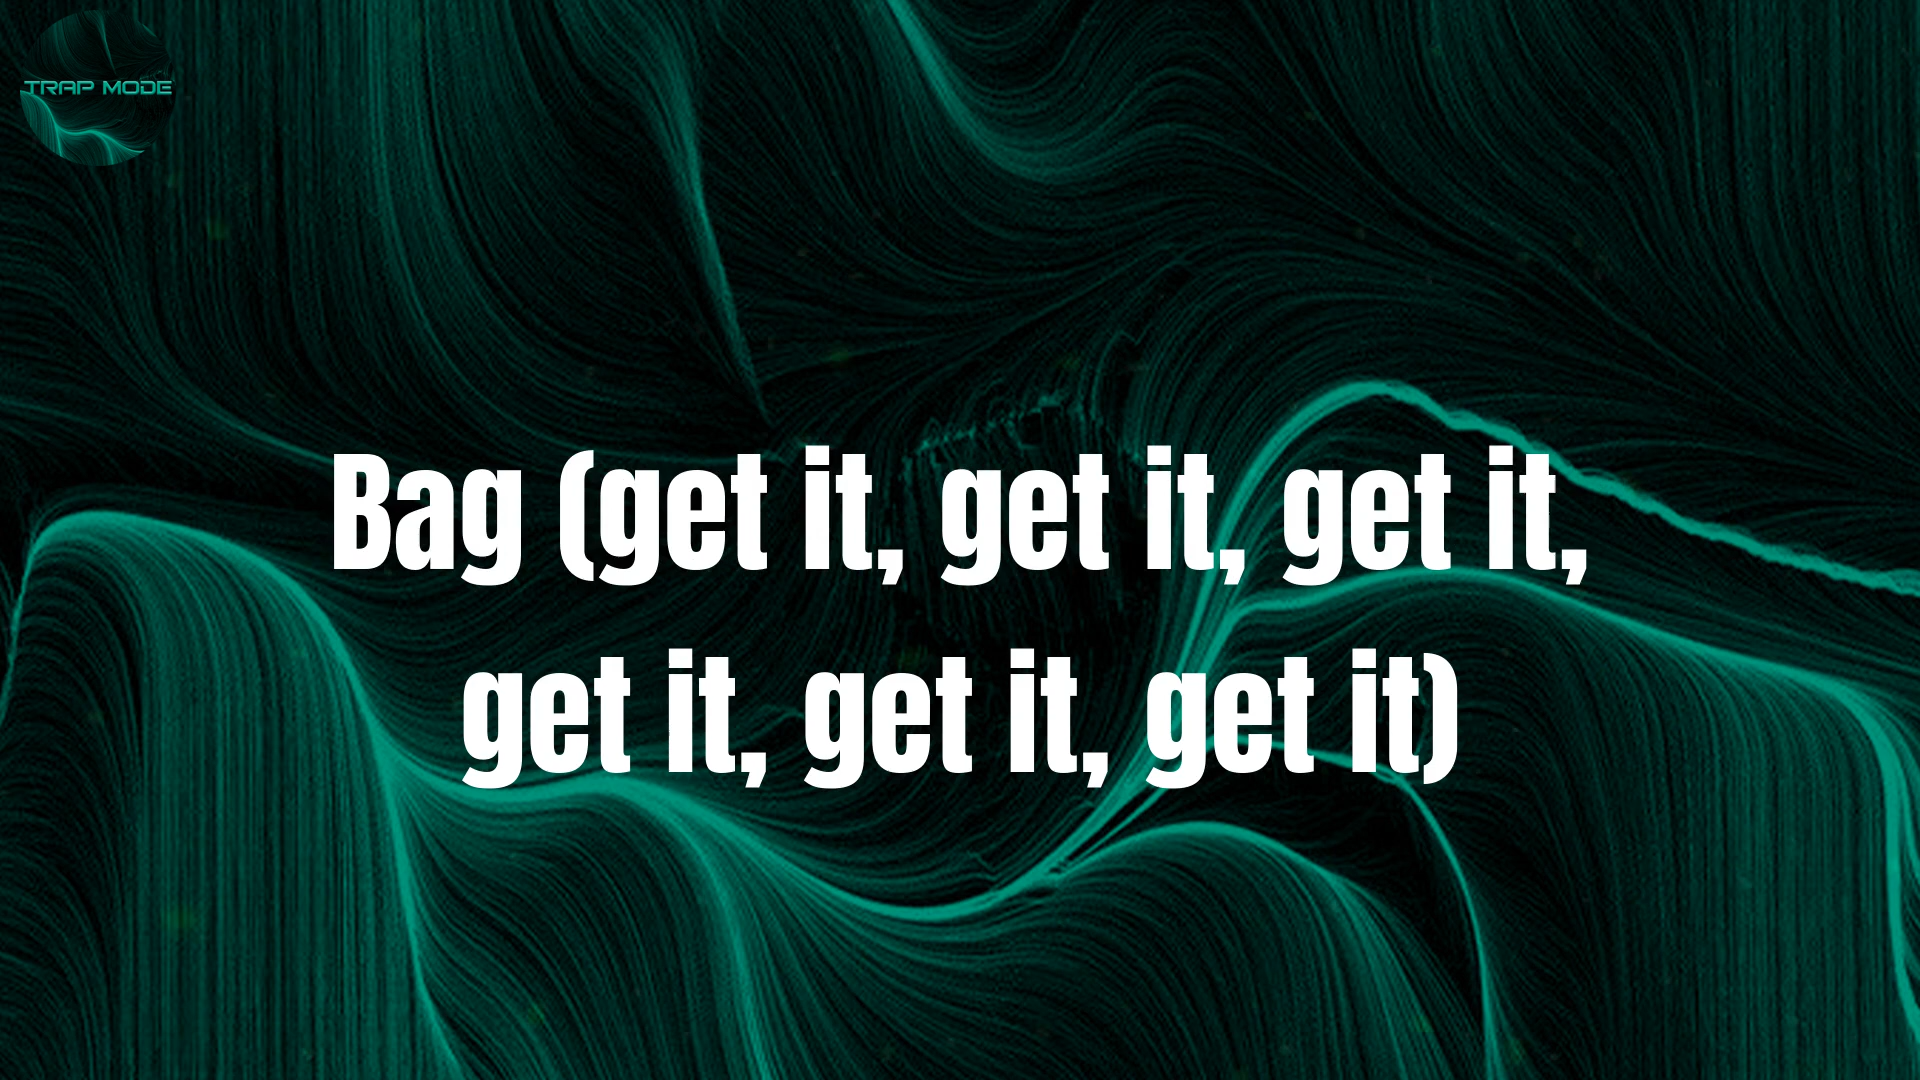 TRAP MODE
Bag (get it, get it, get it,
get it, get it, get it)